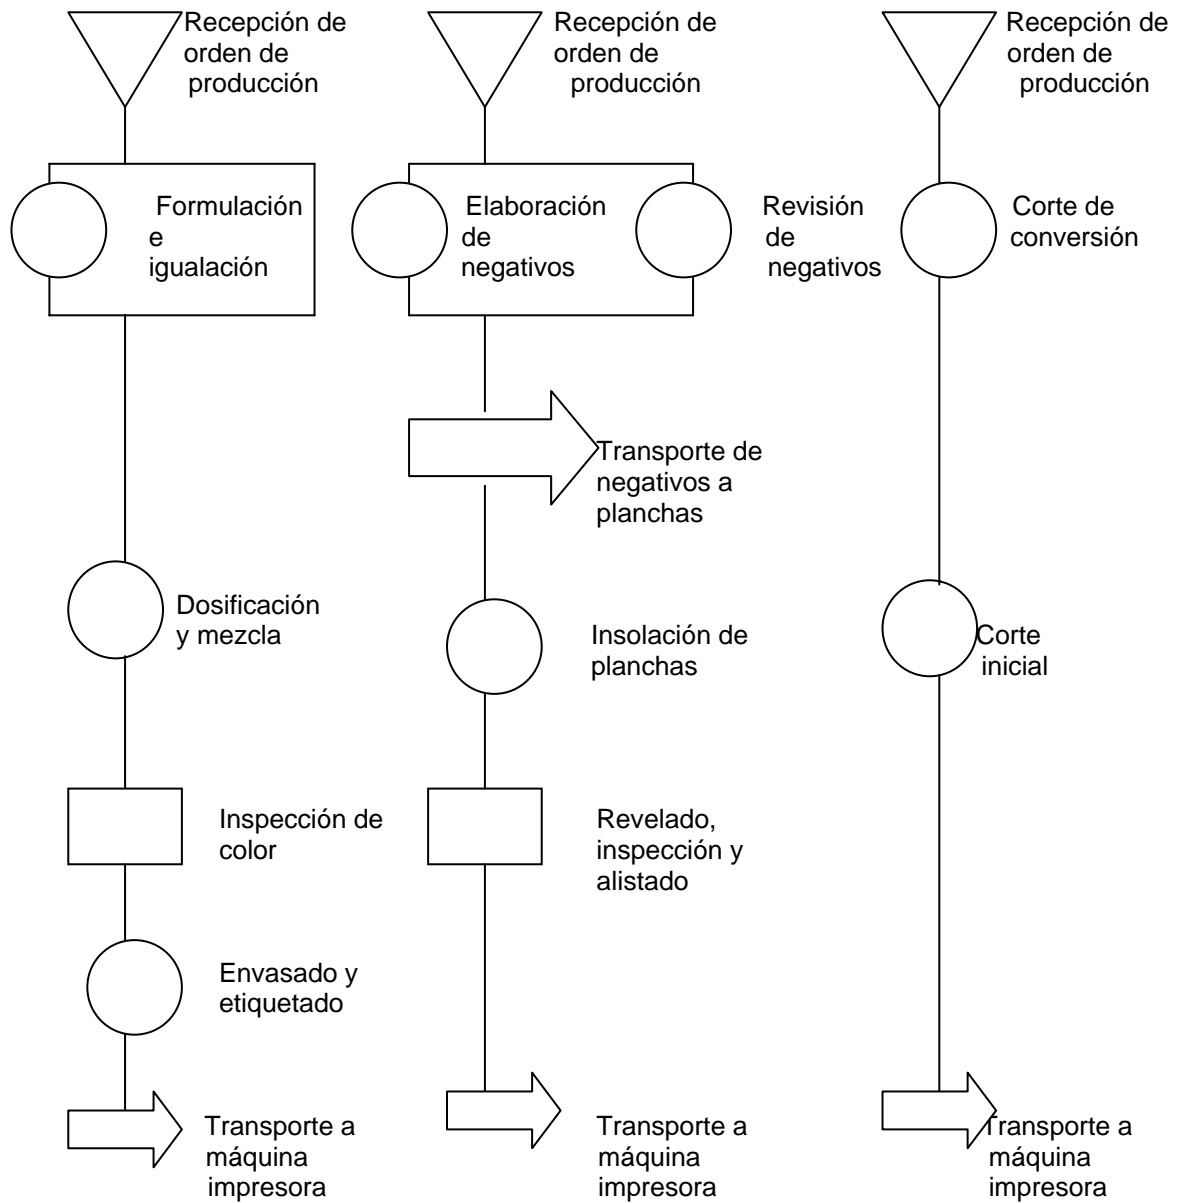 Recepción de
orden de
producción
Formulación
e
igualación
Dosificación
y mezcla
Inspección de
color
Envasado y
etiquetado
Transporte a
máquina
impresora
Recepción de
orden de
producción
Elaboración
de
negativos
Revisión
de
negativos
Transporte de
negativos a
planchas
Insolación de
planchas
Revelado,
inspección y
alistado
Transporte a
máquina
impresora
Recepción de
orden de
producción
Corte de
conversión
Corte
inicial
Transporte a
máquina
impresora